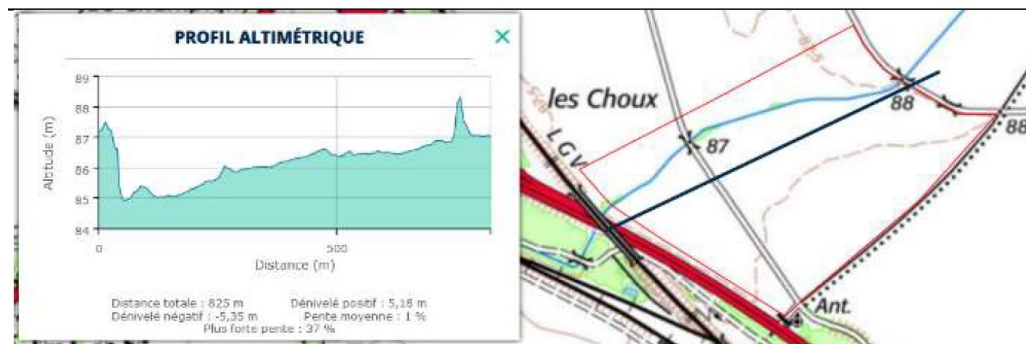 PROFIL ALTIMÉTRIQUE
×
89
88
87
86
85
84
Altitude (m)
0
500
Distance (m)
Distance totale : 825 m
Dénivelé positif : 5,18 m
Dénivelé négatif : -5,35 m
Pente moyenne : 1 %
Plus forte pente : 37 %
les Choux
L G V
87
88
88
Ant.